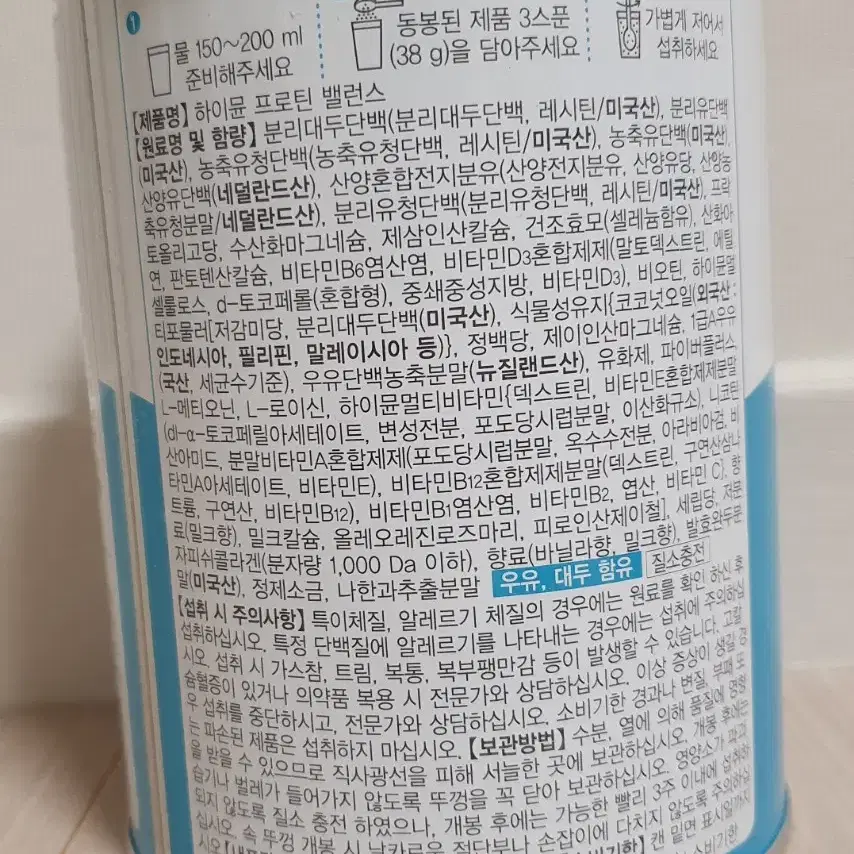 1
물 150~200 ml
준비해주세요
동봉된 제품 3스푼
(38 g)을 담아주세요
가볍게 저어서
섭취하세요
【제품명】 하이뮨 프로틴 밸런스
【원료명 및 함량】 분리대두단백(분리대두단백, 레시틴/미국산), 분리유단백
(미국산), 농축유청단백(농축유청단백, 레시틴/미국산), 농축유단백(미국산),
산양유단백(네덜란드산), 산양혼합전지분유(산양전지분유, 산양유당, 산양농
축유청분말/네덜란드산), 분리유청단백(분리유청단백, 레시틴/미국산), 프락
토올리고당, 수산화마그네슘, 제삼인산칼슘, 건조효모(셀레늄함유), 산화아
연, 판토텐산칼슘, 비타민B6염산염, 비타민D3혼합제제(말토덱스트린, 에틸
셀룰로스, d-토코페롤(혼합형), 중쇄중성지방, 비타민D3), 비오틴, 하이뮨멀
티포뮬러[저감미당, 분리대두단백(미국산), 식물성유지{코코넛오일(외국산 :
인도네시아, 필리핀, 말레이시아 등)}, 정백당, 제이인산마그네슘, 1급A우유
(국산, 세균수기준), 우유단백농축분말(뉴질랜드산), 유화제, 파이버플러스,
L-메티오닌, L-로이신, 하이뮨멀티비타민{덱스트린, 비타민E혼합제제분말
(dl-α-토코페릴아세테이트, 변성전분, 포도당시럽분말, 이산화규소), 니코틴
산아미드, 분말비타민A혼합제제(포도당시럽분말, 옥수수전분, 아라비아검, 비
타민A아세테이트, 비타민E), 비타민B12혼합제제분말(덱스트린, 구연산삼나
트륨, 구연산, 비타민B12), 비타민B1염산염, 비타민B2, 엽산, 비타민 C}, 향
료(밀크향), 밀크칼슘, 올레오레진로즈마리, 피로인산제이철], 세립당, 저분
자피쉬콜라겐(분자량 1,000 Da 이하), 향료(바닐라향, 밀크향), 발효완두분
말(미국산), 정제소금, 나한과추출분말 우유, 대두 함유 질소충전
【섭취 시 주의사항】 특이체질, 알레르기 체질의 경우에는 원료를 확인 하신 후
섭취하십시오. 특정 단백질에 알레르기를 나타내는 경우에는 섭취에 주의하십
시오. 섭취 시 가스참, 트림, 복통, 복부팽만감 등이 발생할 수 있습니다. 고칼
슘혈증이 있거나 의약품 복용 시 전문가와 상담하십시오. 이상 증상이 생길 경
우 섭취를 중단하시고, 전문가와 상담하십시오. 소비기한 경과나 변질, 부패 또
는 파손된 제품은 섭취하지 마십시오. 【보관방법】 수분, 열에 의해 품질에 영향
을 받을 수 있으므로 직사광선을 피해 서늘한 곳에 보관하십시오. 개봉 후에는
습기나 벌레가 들어가지 않도록 뚜껑을 꼭 닫아 보관하십시오. 영양소가 파괴
되지 않도록 질소 충전 하였으나, 개봉 후에는 가능한 빨리 3주 이내에 섭취하
십시오. 속 뚜껑 개봉 시 날카로운 절단부나 손잡이에 다치지 않도록 주의하십
시오 캔 밑면 표시일까지